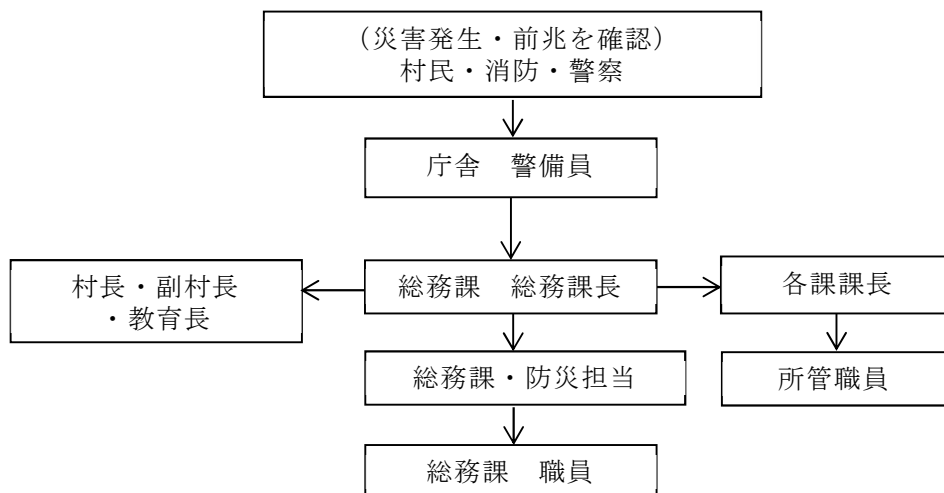 （災害発生・前兆を確認）
村民・消防・警察
庁舎　警備員
村長・副村長
・教育長
総務課　総務課長
各課課長
総務課・防災担当
所管職員
総務課　職員